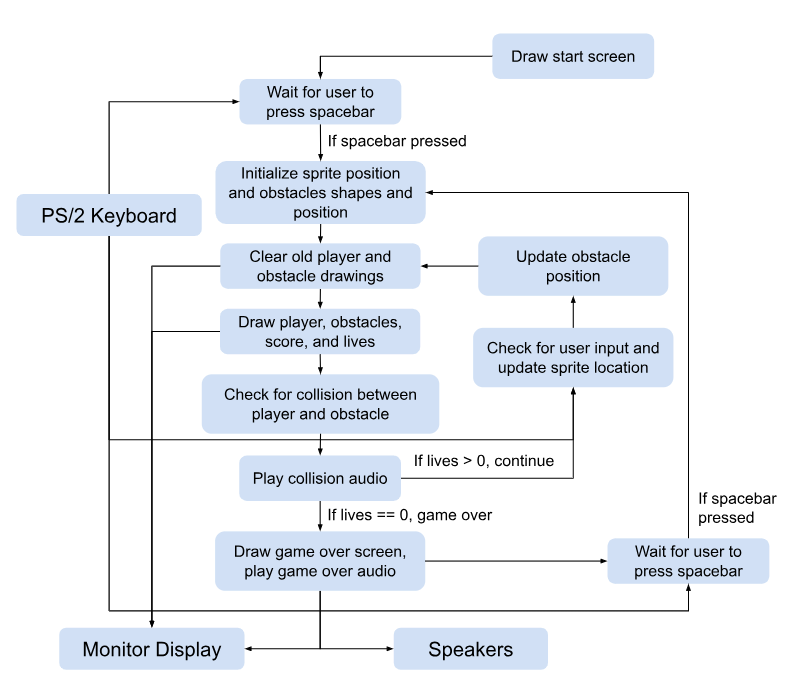 Draw start screen
Wait for user to
press spacebar
If spacebar pressed
Initialize sprite position
and obstacles shapes and
position
PS/2 Keyboard
Clear old player and
obstacle drawings
Update obstacle
position
Draw player, obstacles,
score, and lives
Check for user input and
update sprite location
Check for collision between
player and obstacle
If lives > 0, continue
Play collision audio
If spacebar
pressed
If lives == 0, game over
Draw game over screen,
play game over audio
Wait for user to
press spacebar
Monitor Display
Speakers